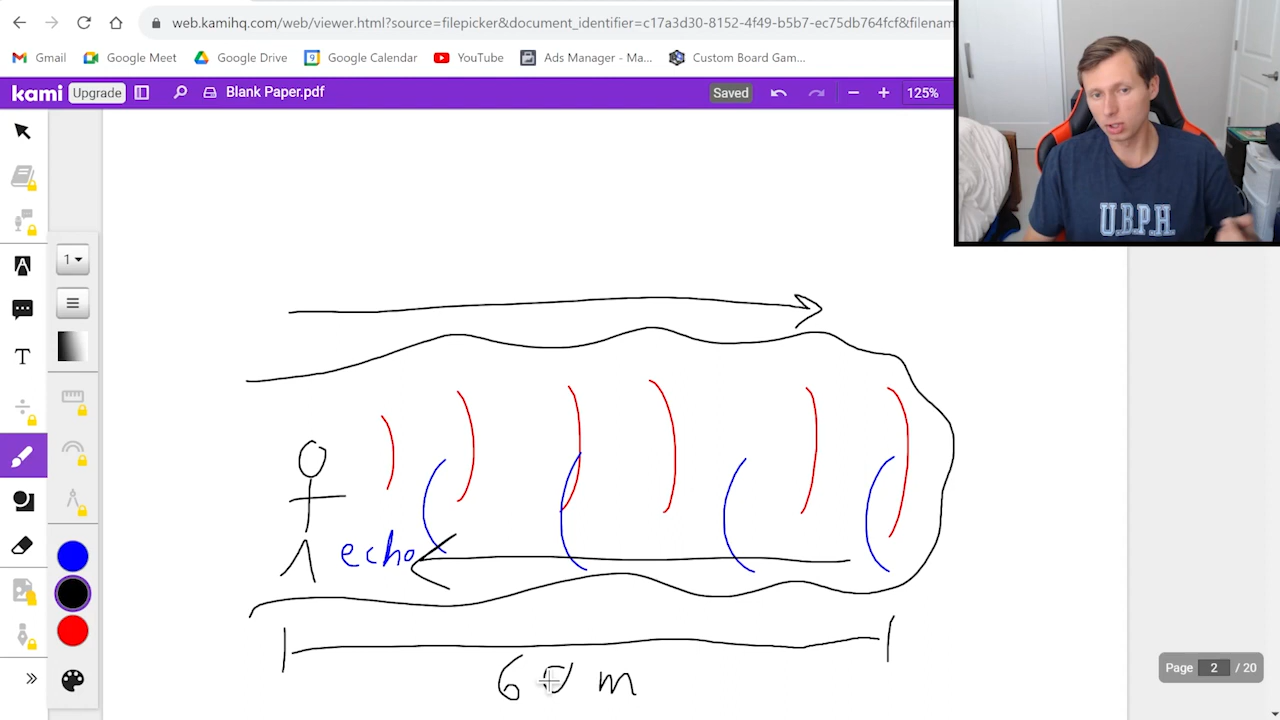 web.kamihq.com/web/viewer.html?source=filepicker&document_identifier=c17a3d30-8152-4f49-b5b7-ec75db764fcf&filenam
Gmail Google Meet Google Drive Google Calendar YouTube Ads Manager - Ma... Custom Board Gam...
kami Upgrade Blank Paper.pdf Saved 125%
U.B.P.H.
1
T
echo
60 m
Page 2 / 20